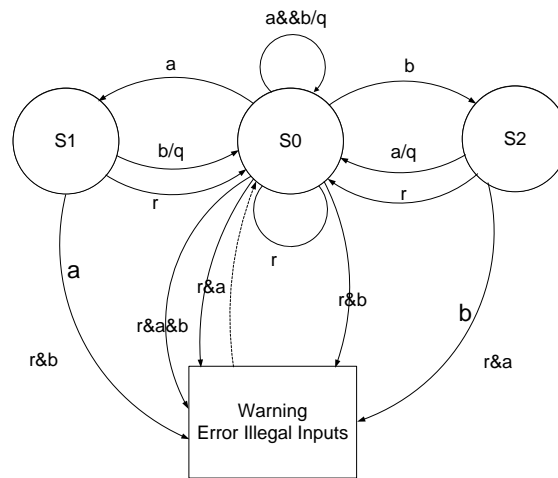 a&&b/q
a
b
S1
S0
S2
b/q
a/q
r
r
r
a
r&a
r&b
b
r&a&b
r&b
r&a
Warning
Error Illegal Inputs